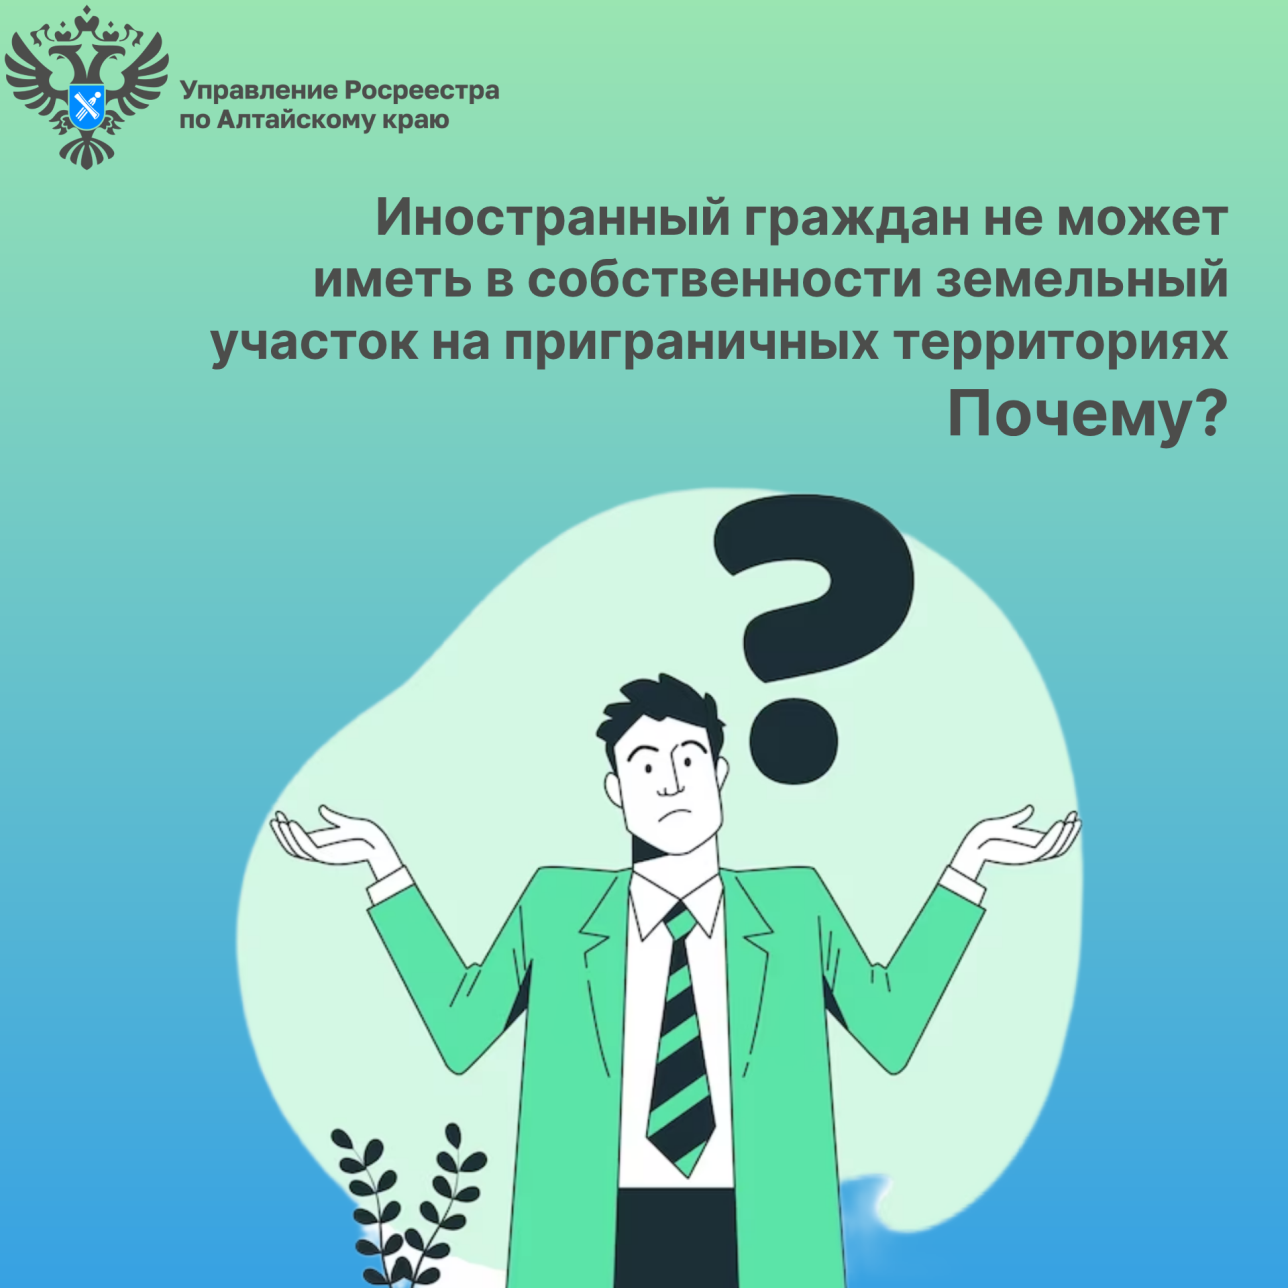 Управление Росреестра
по Алтайскому краю
Иностранный граждан не может
иметь в собственности земельный
участок на приграничных территориях
Почему?
?